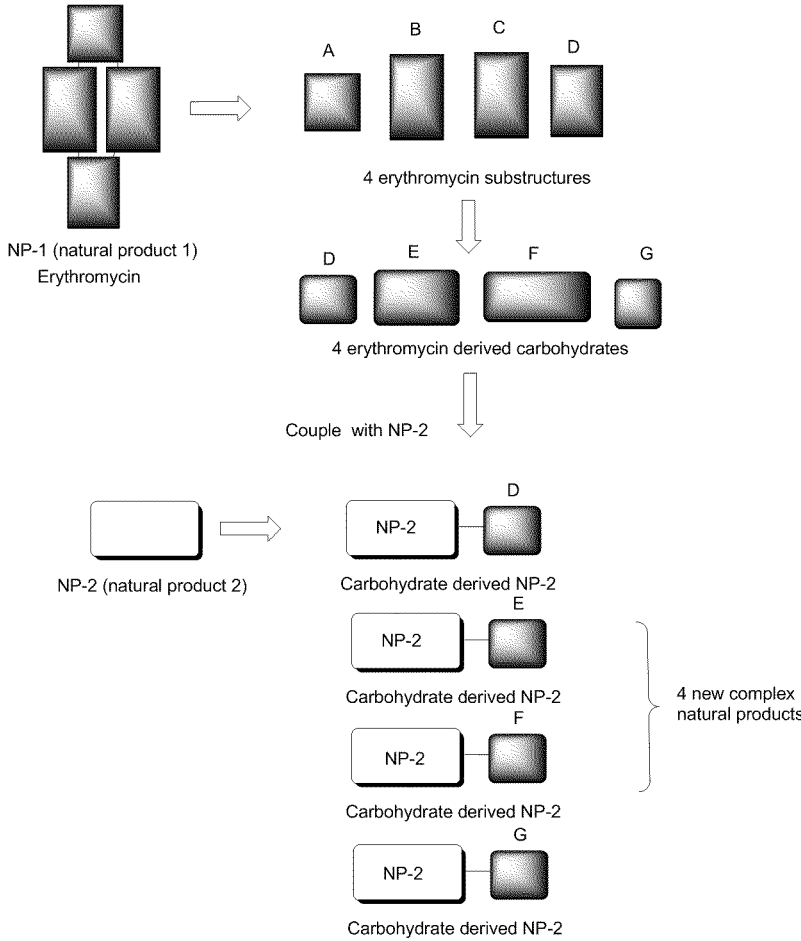 A
B
C
D
4 erythromycin substructures
NP-1 (natural product 1)
Erythromycin
D
E
F
G
4 erythromycin derived carbohydrates
Couple with NP-2
D
NP-2
NP-2 (natural product 2)
Carbohydrate derived NP-2
E
NP-2
Carbohydrate derived NP-2
4 new complex
natural products
F
NP-2
Carbohydrate derived NP-2
G
NP-2
Carbohydrate derived NP-2